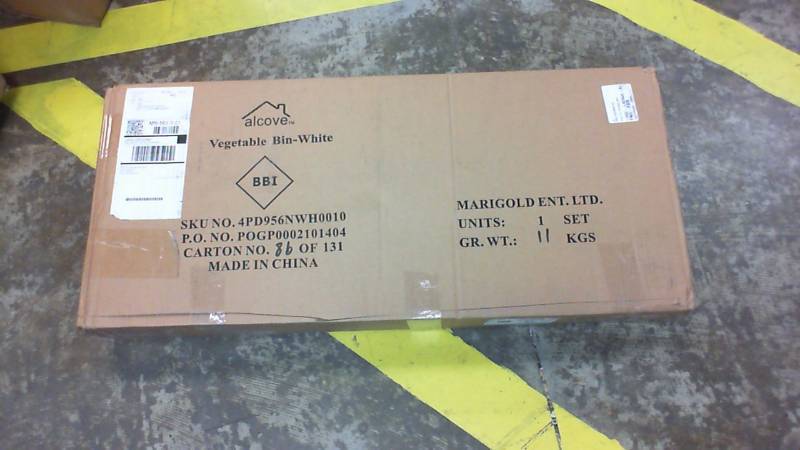 alcove™
Vegetable Bin-White
BBI
SKU NO. 4PD956NWH0010
P.O. NO. POGP0002101404
CARTON NO. 86 OF 131
MADE IN CHINA
MARIGOLD ENT. LTD.
UNITS: 1 SET
GR. WT.: 11 KGS